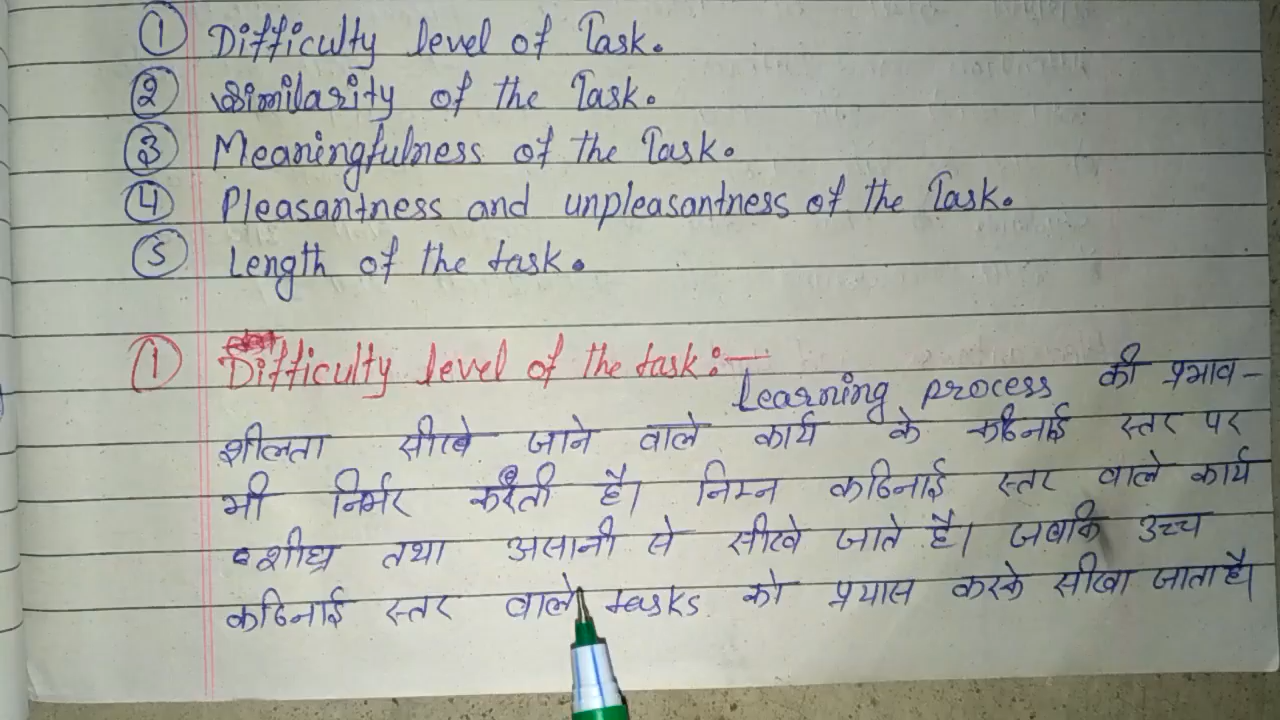 ① Difficulty level of Task.
② Similarity of the Task.
③ Meaningfulness of the Task.
④ Pleasantness and unpleasantness of the Task.
⑤ Length of the task.
① Difficulty level of the task:—
Learning process की प्रभाव-
शीलता सीखे जाने वाले कार्य के कठिनाई स्तर पर
भी निर्भर करती है। निम्न कठिनाई स्तर वाले कार्य
शीघ्र तथा असानी से सीखे जाते है। जबकि उच्च
कठिनाई स्तर वाले tasks को प्रयास करके सीखा जाता है।